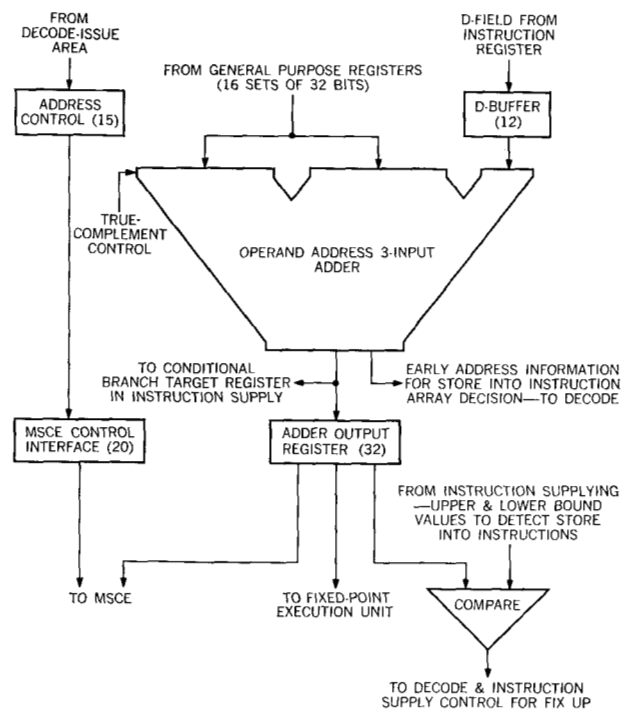 FROM
DECODE-ISSUE
AREA
D-FIELD FROM
INSTRUCTION
REGISTER
FROM GENERAL PURPOSE REGISTERS
(16 SETS OF 32 BITS)
ADDRESS
CONTROL (15)
D-BUFFER
(12)
TRUE-
COMPLEMENT
CONTROL
OPERAND ADDRESS 3-INPUT
ADDER
TO CONDITIONAL
BRANCH TARGET REGISTER
IN INSTRUCTION SUPPLY
EARLY ADDRESS INFORMATION
FOR STORE INTO INSTRUCTION
ARRAY DECISION—TO DECODE
MSCE CONTROL
INTERFACE (20)
ADDER OUTPUT
REGISTER (32)
FROM INSTRUCTION SUPPLYING
—UPPER & LOWER BOUND
VALUES TO DETECT STORE
INTO INSTRUCTIONS
TO MSCE
TO FIXED-POINT
EXECUTION UNIT
COMPARE
TO DECODE & INSTRUCTION
SUPPLY CONTROL FOR FIX UP